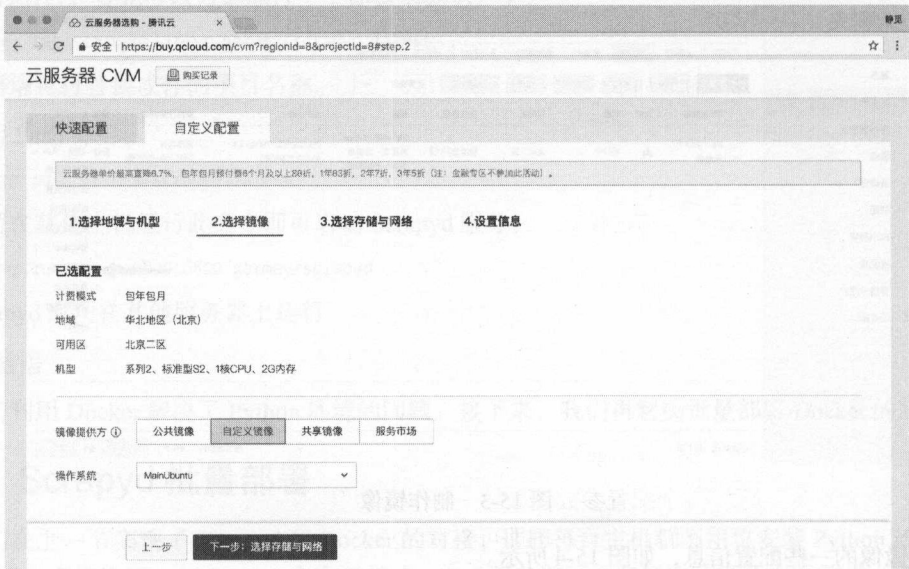 云服务器选购 - 腾讯云 ×
静觅
安全 | https://buy.qcloud.com/cvm?regionId=8&projectId=8#step.2
云服务器 CVM 购买记录
快速配置 自定义配置
云服务器单价最高直降6.7%，包年包月预付费6个月及以上88折，1年83折，2年7折，3年5折（注：金融专区不参加此活动）。
1.选择地域与机型 2.选择镜像 3.选择存储与网络 4.设置信息
已选配置
计费模式 包年包月
地域 华北地区（北京）
可用区 北京二区
机型 系列2、标准型S2、1核CPU、2G内存
镜像提供方 公共镜像 自定义镜像 共享镜像 服务市场
操作系统 MainUbuntu
上一步 下一步：选择存储与网络